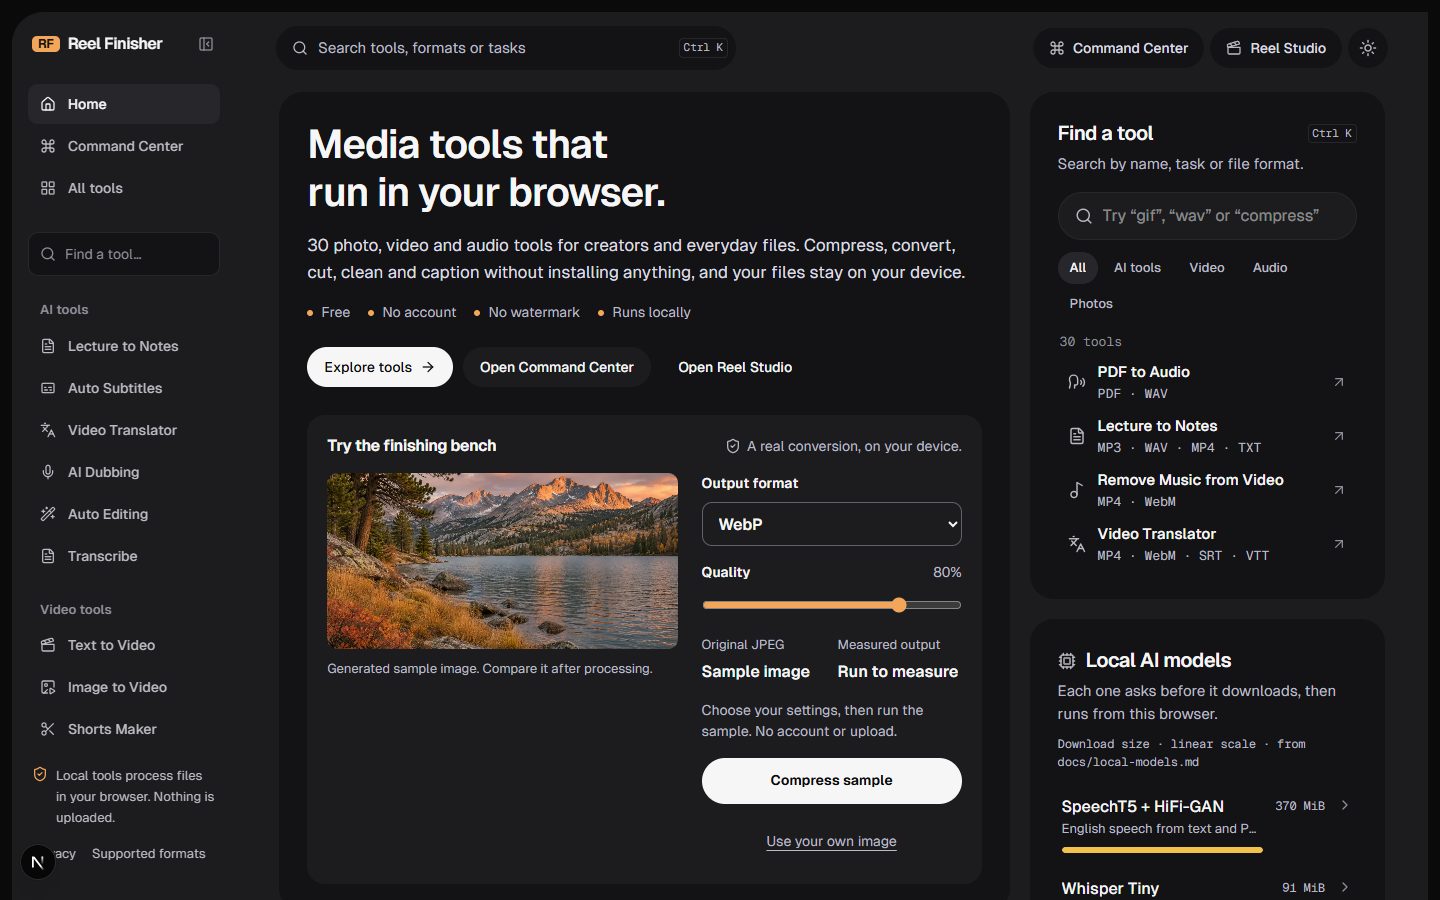 RF Reel Finisher
Home
Command Center
All tools
Find a tool...
AI tools
Lecture to Notes
Auto Subtitles
Video Translator
AI Dubbing
Auto Editing
Transcribe
Video tools
Text to Video
Image to Video
Shorts Maker
Local tools process files
in your browser. Nothing is
uploaded.
acy Supported formats
N
Search tools, formats or tasks Ctrl K
Command Center
Reel Studio
Media tools that
run in your browser.
30 photo, video and audio tools for creators and everyday files. Compress, convert,
cut, clean and caption without installing anything, and your files stay on your device.
Free No account No watermark Runs locally
Explore tools Open Command Center Open Reel Studio
Try the finishing bench
A real conversion, on your device.
Generated sample image. Compare it after processing.
Output format
WebP
Quality 80%
Original JPEG Measured output
Sample image Run to measure
Choose your settings, then run the
sample. No account or upload.
Compress sample
Use your own image
Find a tool Ctrl K
Search by name, task or file format.
Try “gif”, “wav” or “compress”
All AI tools Video Audio
Photos
30 tools
PDF to Audio
PDF · WAV
Lecture to Notes
MP3 · WAV · MP4 · TXT
Remove Music from Video
MP4 · WebM
Video Translator
MP4 · WebM · SRT · VTT
Local AI models
Each one asks before it downloads, then
runs from this browser.
Download size · linear scale · from
docs/local-models.md
SpeechT5 + HiFi-GAN 370 MiB
English speech from text and P...
Whisper Tiny 91 MiB